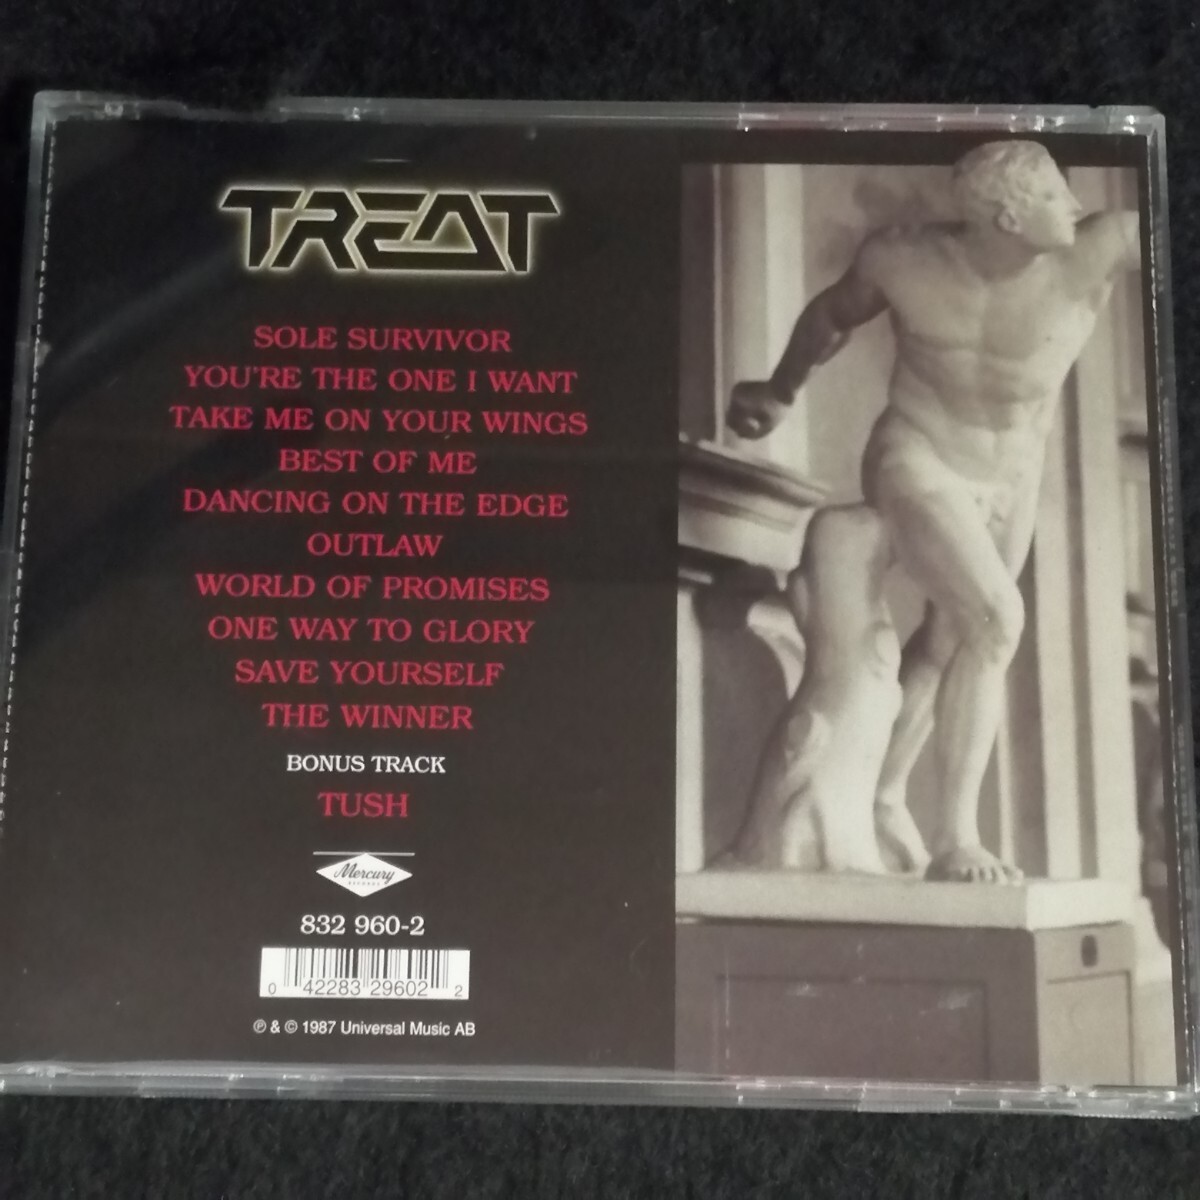 TREAT
SOLE SURVIVOR
YOU'RE THE ONE I WANT
TAKE ME ON YOUR WINGS
BEST OF ME
DANCING ON THE EDGE
OUTLAW
WORLD OF PROMISES
ONE WAY TO GLORY
SAVE YOURSELF
THE WINNER
BONUS TRACK
TUSH
Mercury
RECORDS
832 960-2
0 42283 29602 2
℗ & © 1987 Universal Music AB